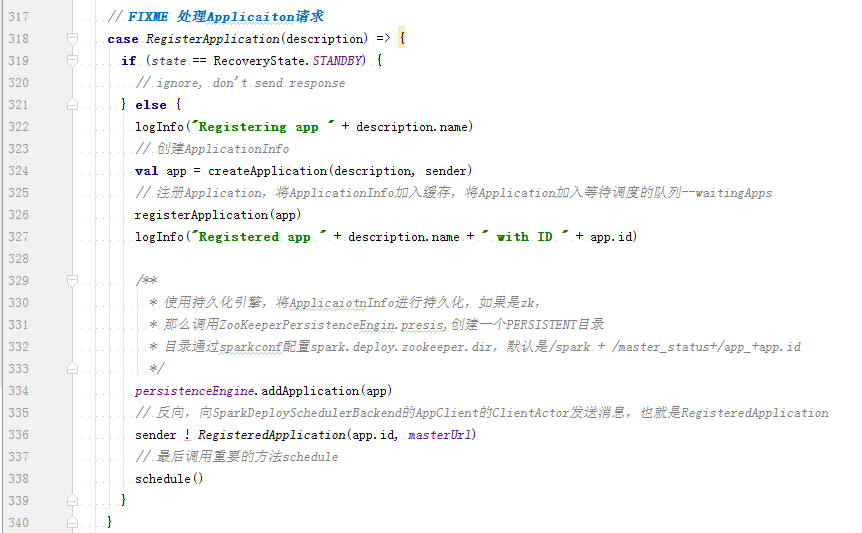 317 // FIXME 处理Applicaiton请求
318 case RegisterApplication(description) => {
319 if (state == RecoveryState.STANDBY) {
320 // ignore, don't send response
321 } else {
322 logInfo("Registering app " + description.name)
323 // 创建ApplicationInfo
324 val app = createApplication(description, sender)
325 // 注册Application, 将ApplicationInfo加入缓存, 将Application加入等待调度的队列--waitingApps
326 registerApplication(app)
327 logInfo("Registered app " + description.name + " with ID " + app.id)
328
329 /**
330 * 使用持久化引擎, 将ApplicaiotnInfo进行持久化, 如果是zk,
331 * 那么调用ZooKeeperPersistenceEngin.presis,创建一个PERSISTENT目录
332 * 目录通过sparkconf配置spark.deploy.zookeeper.dir, 默认是/spark + /master_status+/app_+app.id
333 */
334 persistenceEngine.addApplication(app)
335 // 反向, 向SparkDeploySchedulerBackend的AppClient的ClientActor发送消息, 也就是RegisteredApplication
336 sender ! RegisteredApplication(app.id, masterUrl)
337 // 最后调用重要的方法schedule
338 schedule()
339 }
340 }